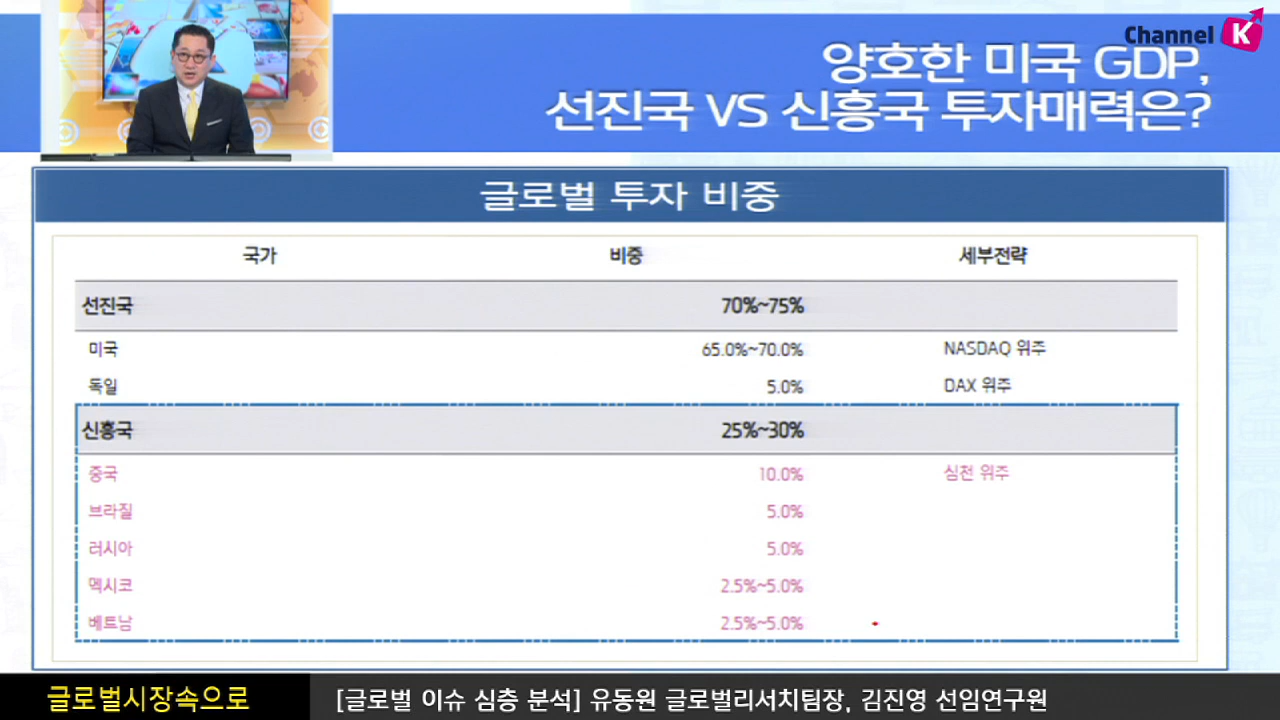 Channel K
양호한 미국 GDP,
선진국 VS 신흥국 투자매력은?
글로벌 투자 비중
국가 비중 세부전략
선진국 70%~75%
미국 65.0%~70.0% NASDAQ 위주
독일 5.0% DAX 위주
신흥국 25%~30%
중국 10.0% 심천 위주
브라질 5.0%
러시아 5.0%
멕시코 2.5%~5.0%
베트남 2.5%~5.0%
글로벌시장속으로 [글로벌 이슈 심층 분석] 유동원 글로벌리서치팀장, 김진영 선임연구원